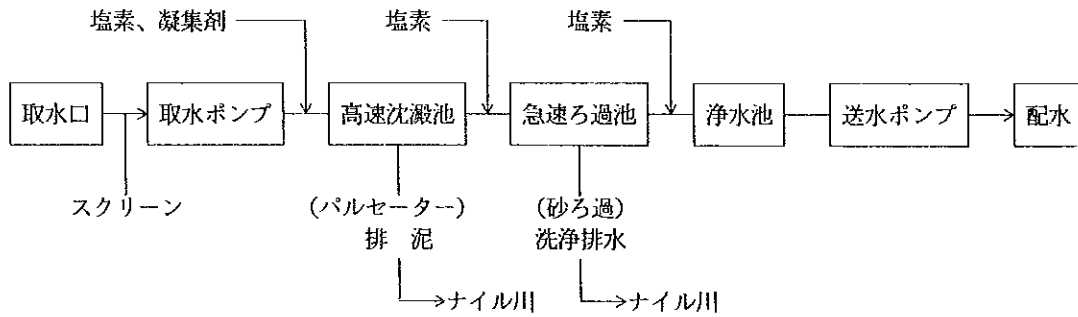 塩素、凝集剤
塩素
塩素
取水口
取水ポンプ
高速沈澱池
急速ろ過池
浄水池
送水ポンプ
配水
スクリーン
(パルセーター)
排 泥
(砂ろ過)
洗浄排水
ナイル川
ナイル川